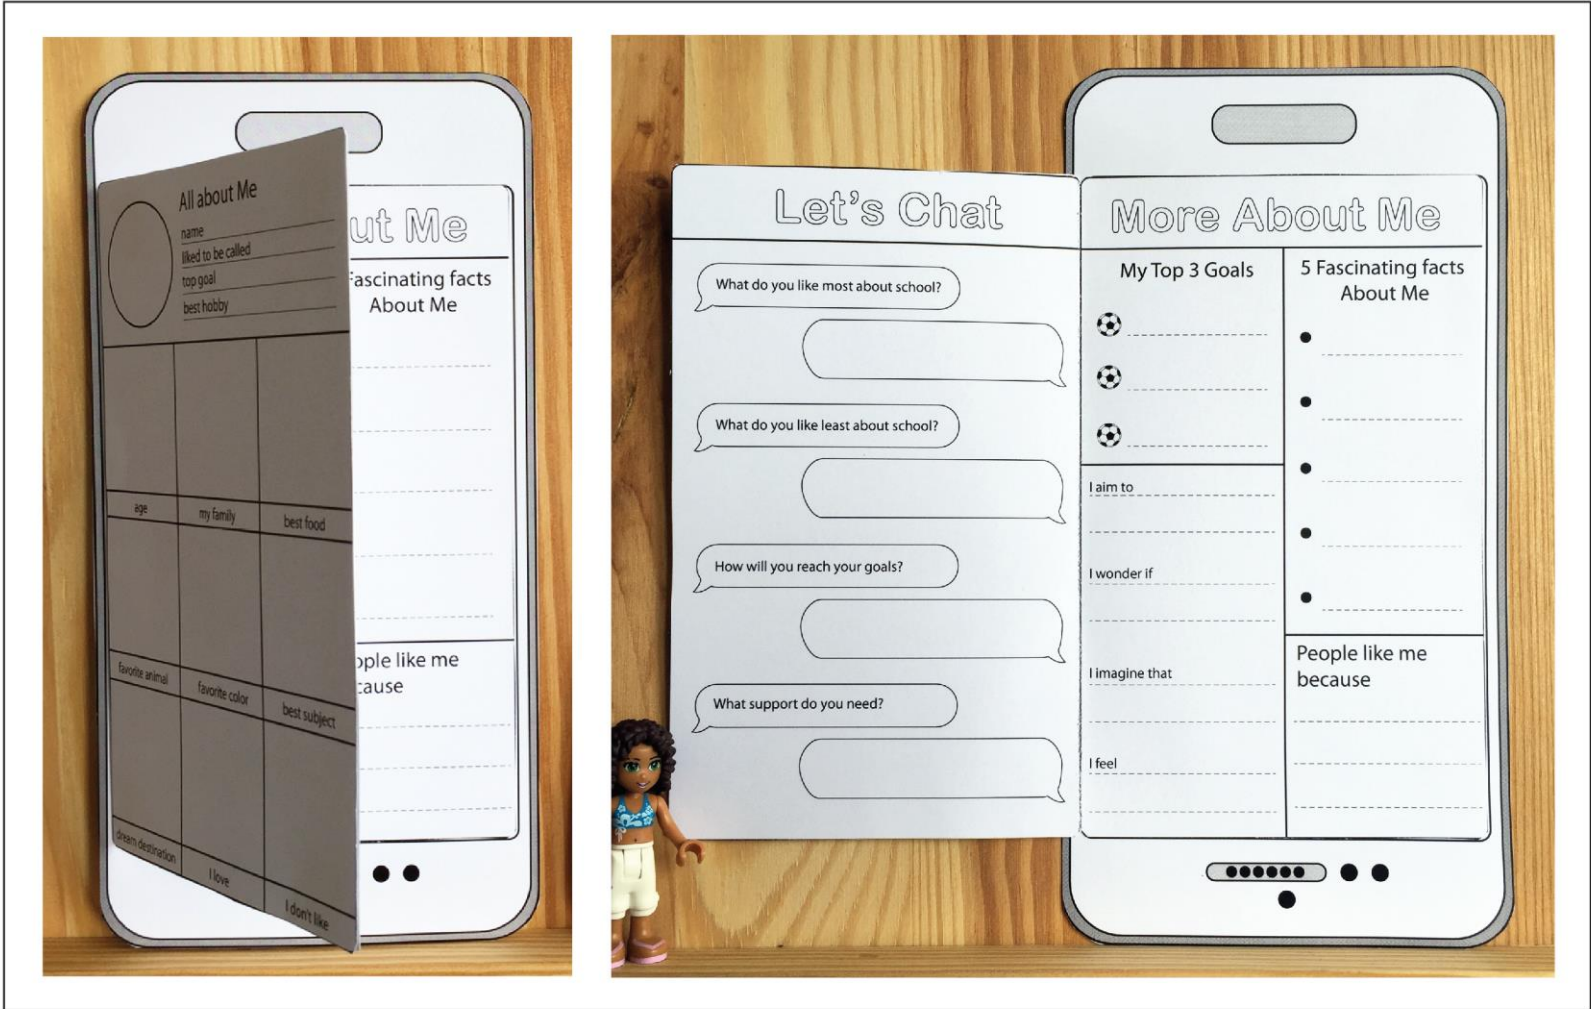 All about Me
name
liked to be called
top goal
best hobby
age
my family
best food
favorite animal
favorite color
best subject
dream destination
I love
I don't like
ut Me
Fascinating facts
About Me
ople like me
cause
Let's Chat
What do you like most about school?
What do you like least about school?
How will you reach your goals?
What support do you need?
More About Me
My Top 3 Goals
I aim to
I wonder if
I imagine that
I feel
5 Fascinating facts
About Me
People like me
because